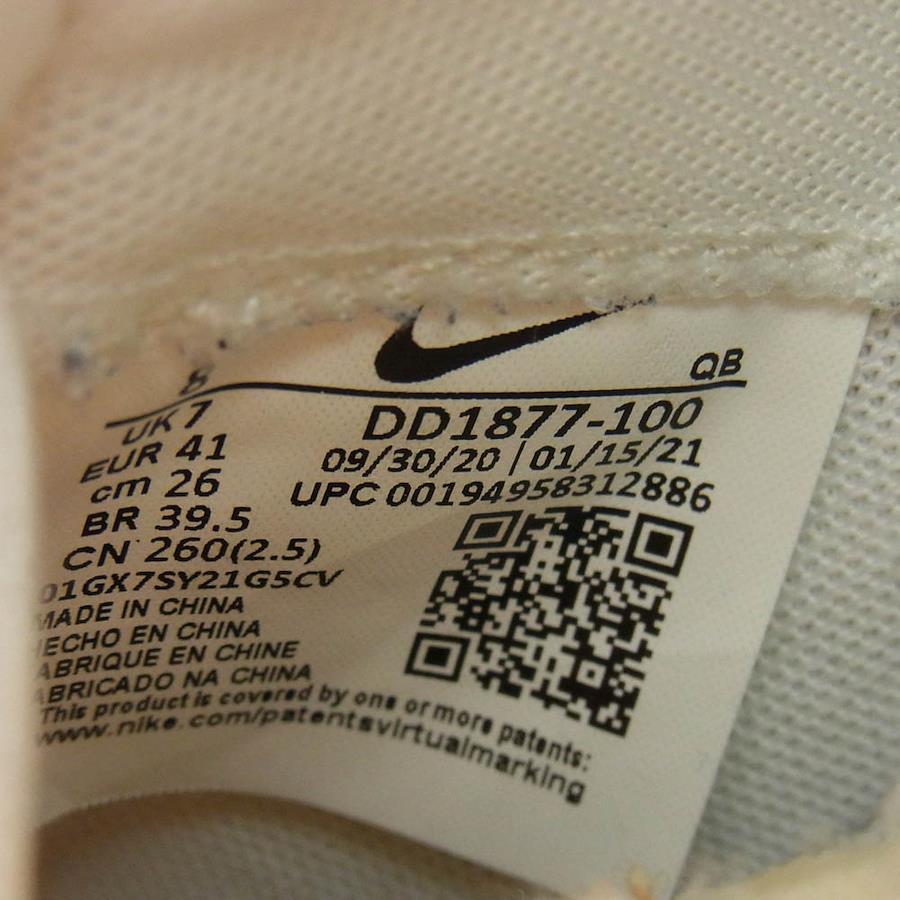 8
UK 7
EUR 41
cm 26
BR 39.5
CN 260(2.5)
QB
DD1877-100
09/30/20 | 01/15/21
UPC 00194958312886
01GX7SY21G5CV
MADE IN CHINA
HECHO EN CHINA
FABRIQUE EN CHINE
FABRICADO NA CHINA
This product is covered by one or more patents:
www.nike.com/patentsvirtualmarking